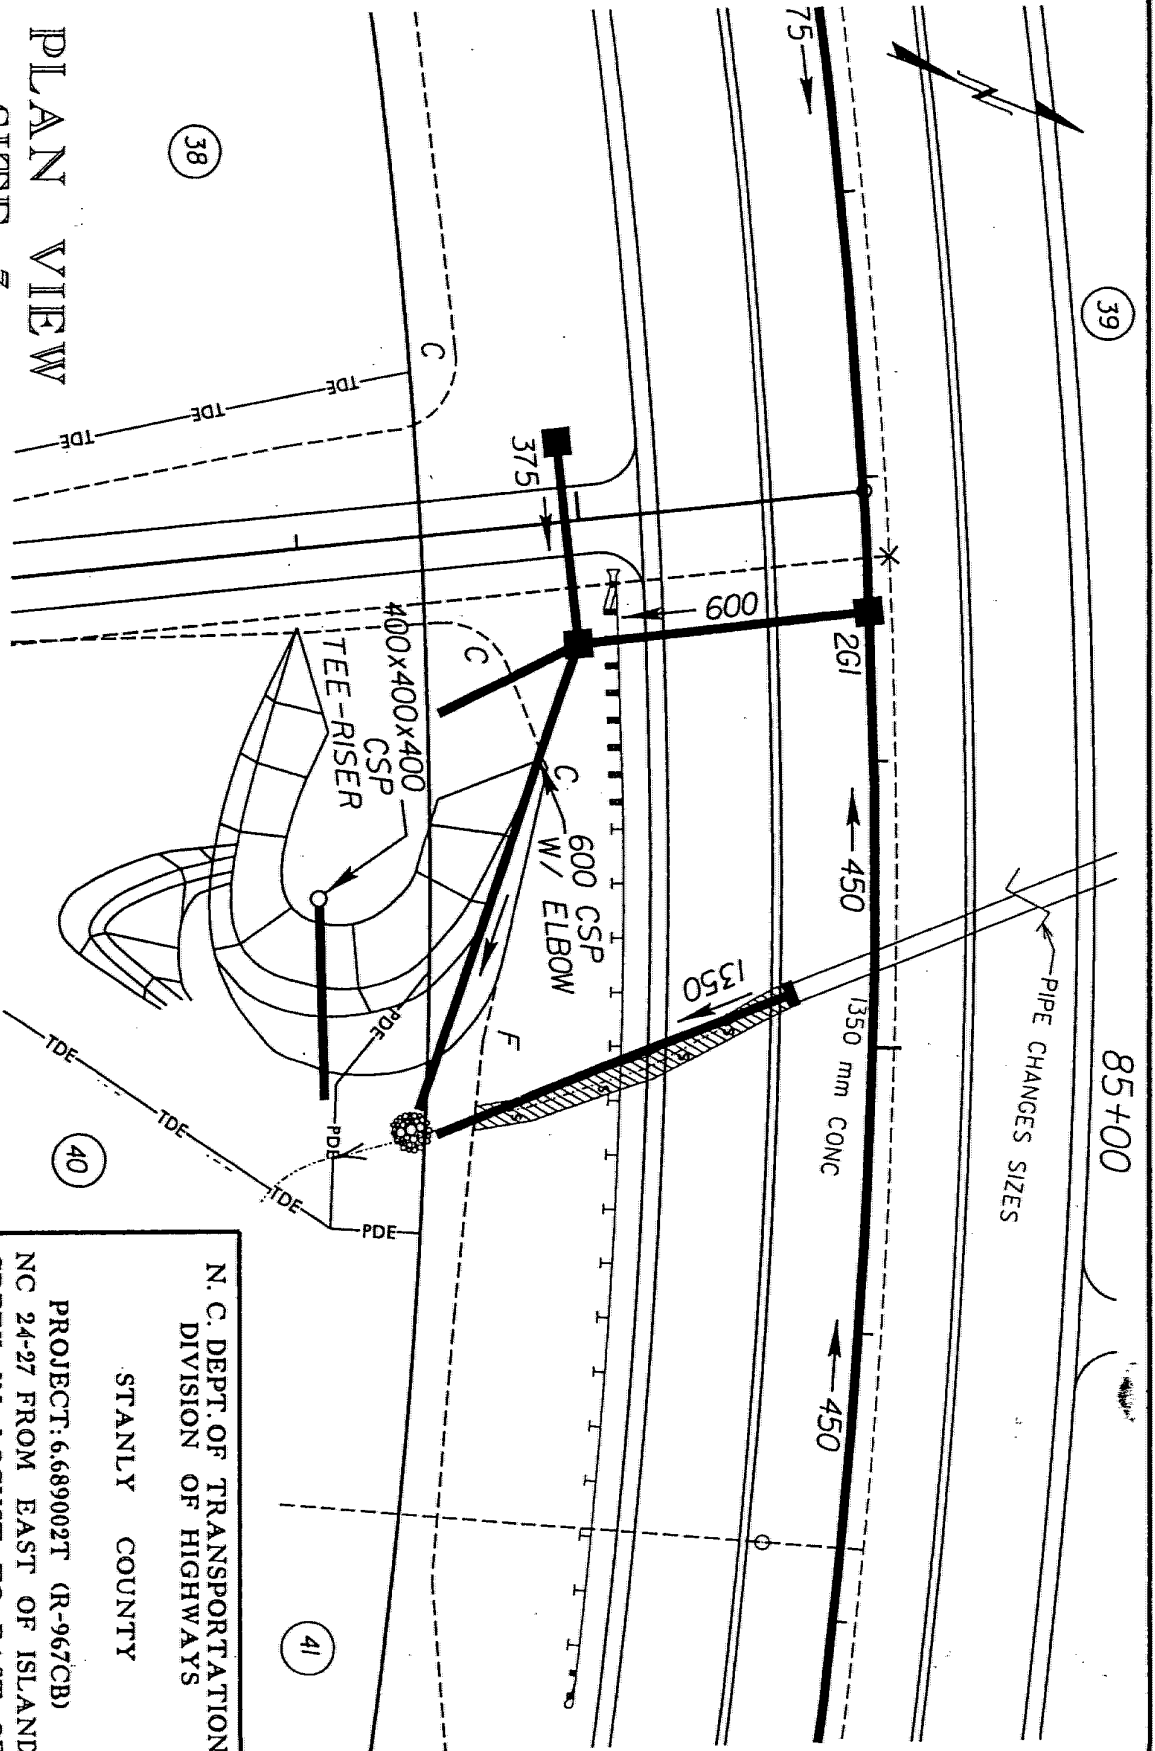 PLAN VIEW
38
39
75
C
TDE
TDE
TDE
375
600
2GI
C
400x400x400
CSP
TEE-RISER
C
600 CSP
W/ ELBOW
450
1350
1350 mm CONC
PIPE CHANGES SIZES
85+00
F
PDE
PDE
PDE
TDE
TDE
TDE
40
450
41
N. C. DEPT. OF TRANSPORTATION
DIVISION OF HIGHWAYS
STANLY COUNTY
PROJECT: 6.689002T (R-967CB)
NC 24-27 FROM EAST OF ISLAND